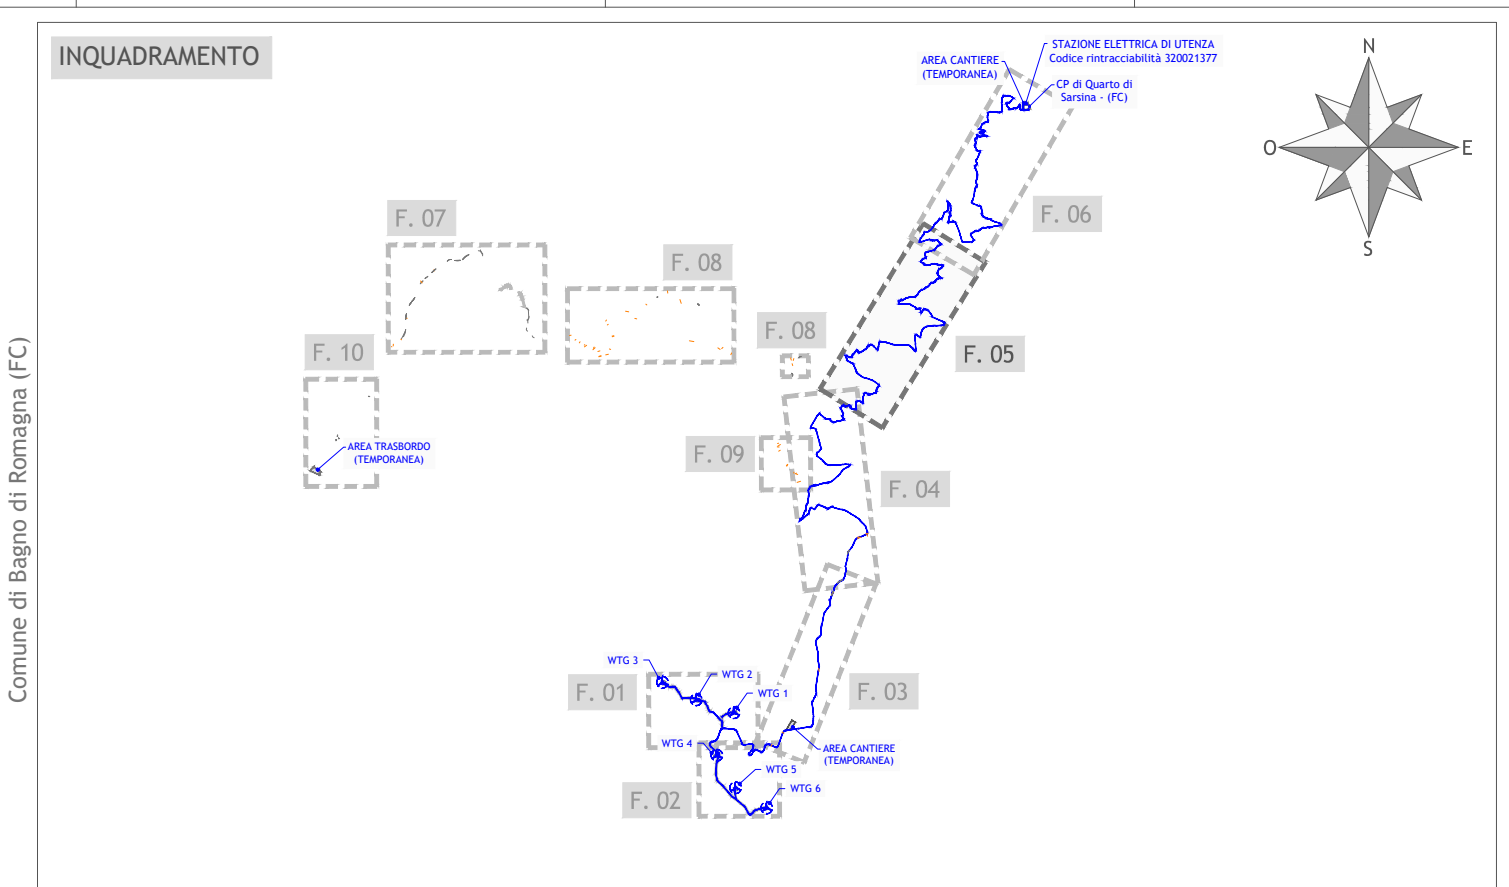 INQUADRAMENTO
STAZIONE ELETTRICA DI UTENZA
Codice rintracciabilità 320021377
AREA CANTIERE
(TEMPORANEA)
CP di Quarto di
Sarsina - (FC)
N
O
E
S
F. 06
F. 07
F. 08
F. 08
F. 05
F. 10
AREA TRASBORDO
(TEMPORANEA)
F. 09
F. 04
Comune di Bagno di Romagna (FC)
WTG 3
WTG 2
WTG 1
F. 01
F. 03
WTG 4
AREA CANTIERE
(TEMPORANEA)
WTG 5
WTG 6
F. 02